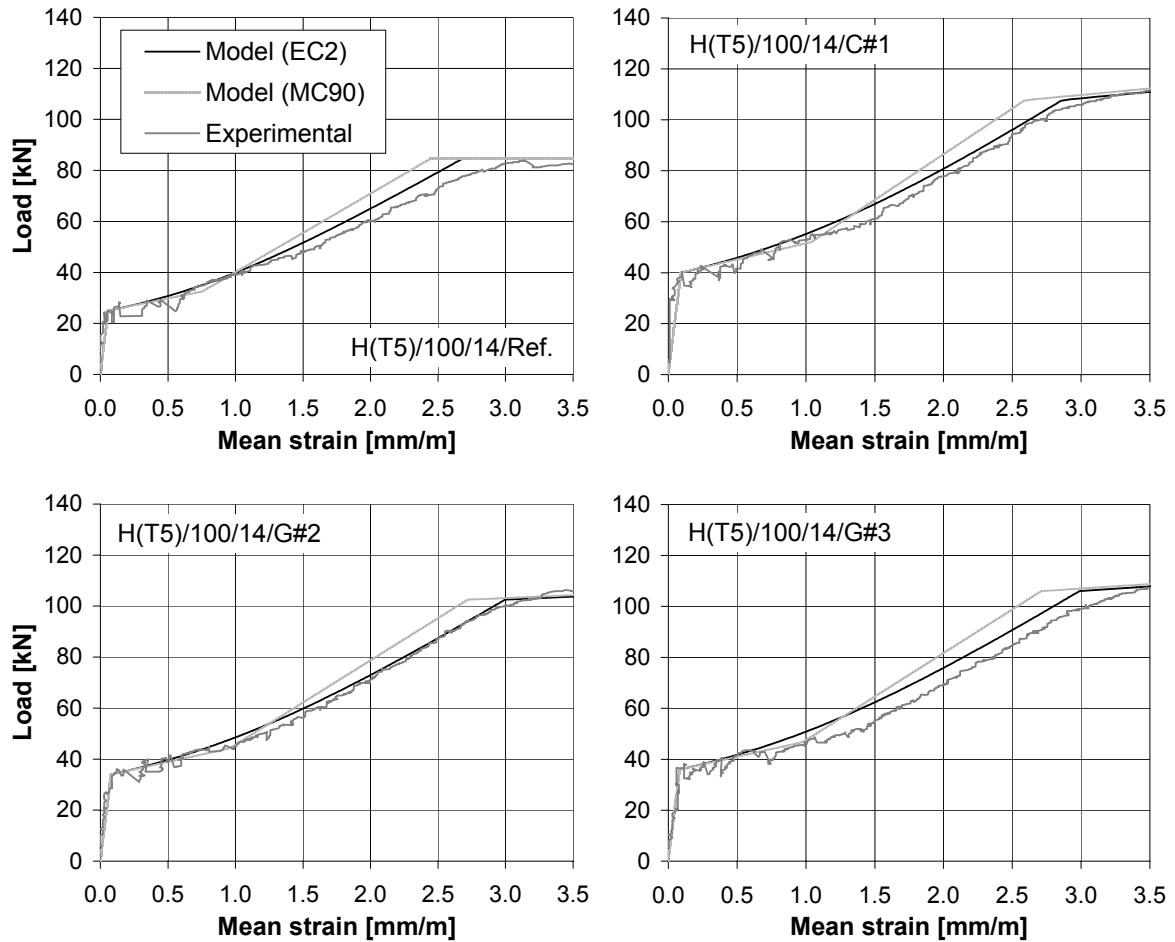 140
120
100
80
60
40
20
0
Load [kN]
Model (EC2)
Model (MC90)
Experimental
H(T5)/100/14/Ref.
0.0 0.5 1.0 1.5 2.0 2.5 3.0 3.5
Mean strain [mm/m]
140
120
100
80
60
40
20
0
H(T5)/100/14/C#1
0.0 0.5 1.0 1.5 2.0 2.5 3.0 3.5
Mean strain [mm/m]
140
120
100
80
60
40
20
0
Load [kN]
H(T5)/100/14/G#2
0.0 0.5 1.0 1.5 2.0 2.5 3.0 3.5
Mean strain [mm/m]
140
120
100
80
60
40
20
0
H(T5)/100/14/G#3
0.0 0.5 1.0 1.5 2.0 2.5 3.0 3.5
Mean strain [mm/m]